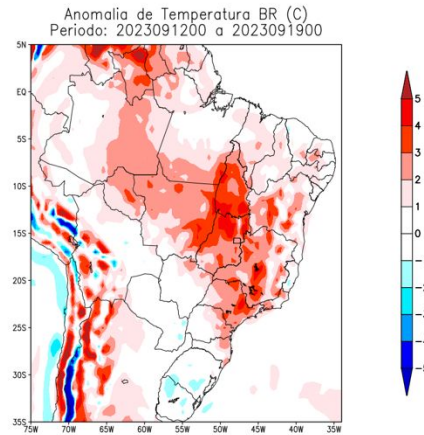 Anomalia de Temperatura BR (C)
Periodo: 2023091200 a 2023091900
5N
EQ
5S
10S
15S
20S
25S
30S
35S
75W 70W 65W 60W 55W 50W 45W 40W 35W
5
4
3
2
1
0